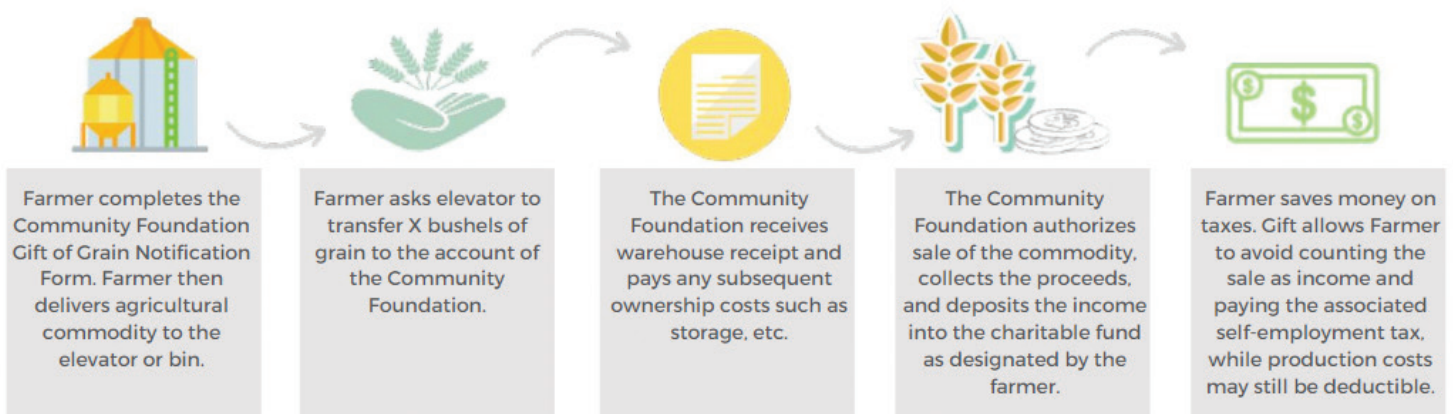 Farmer completes the
Community Foundation
Gift of Grain Notification
Form. Farmer then
delivers agricultural
commodity to the
elevator or bin.
Farmer asks elevator to
transfer X bushels of
grain to the account of
the Community
Foundation.
The Community
Foundation receives
warehouse receipt and
pays any subsequent
ownership costs such as
storage, etc.
The Community
Foundation authorizes
sale of the commodity,
collects the proceeds,
and deposits the income
into the charitable fund
as designated by the
farmer.
$
$
$
Farmer saves money on
taxes. Gift allows Farmer
to avoid counting the
sale as income and
paying the associated
self-employment tax,
while production costs
may still be deductible.